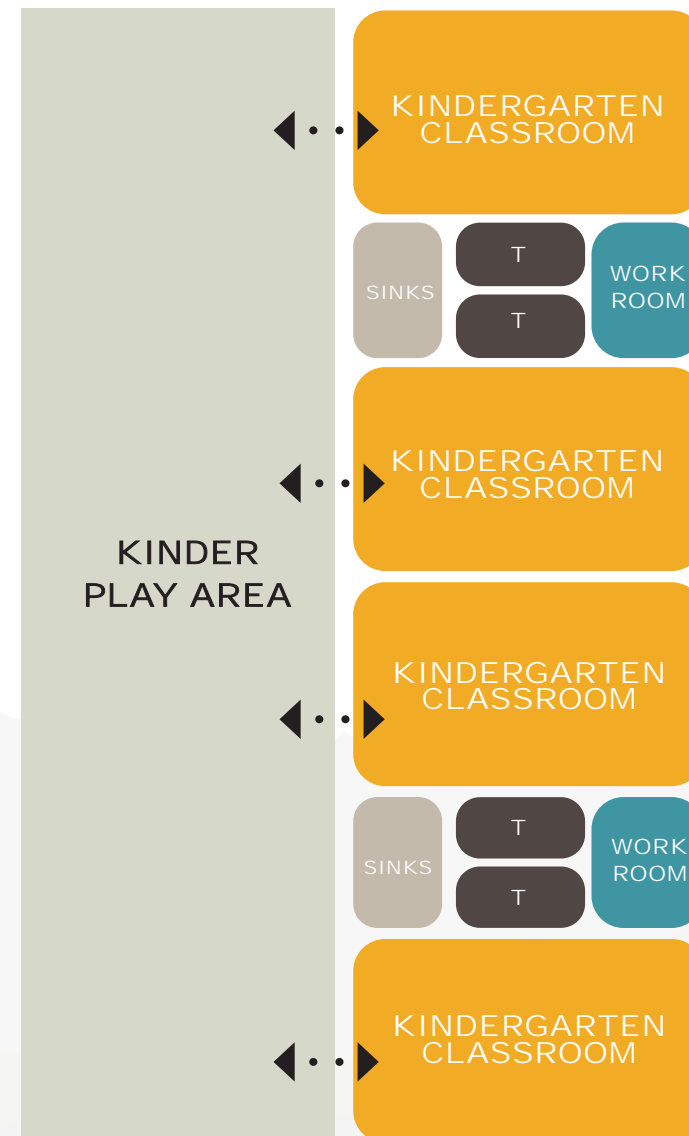 KINDERGARTEN
CLASSROOM
SINKS
T
T
WORK
ROOM
KINDERGARTEN
CLASSROOM
KINDER
PLAY AREA
KINDERGARTEN
CLASSROOM
SINKS
T
T
WORK
ROOM
KINDERGARTEN
CLASSROOM